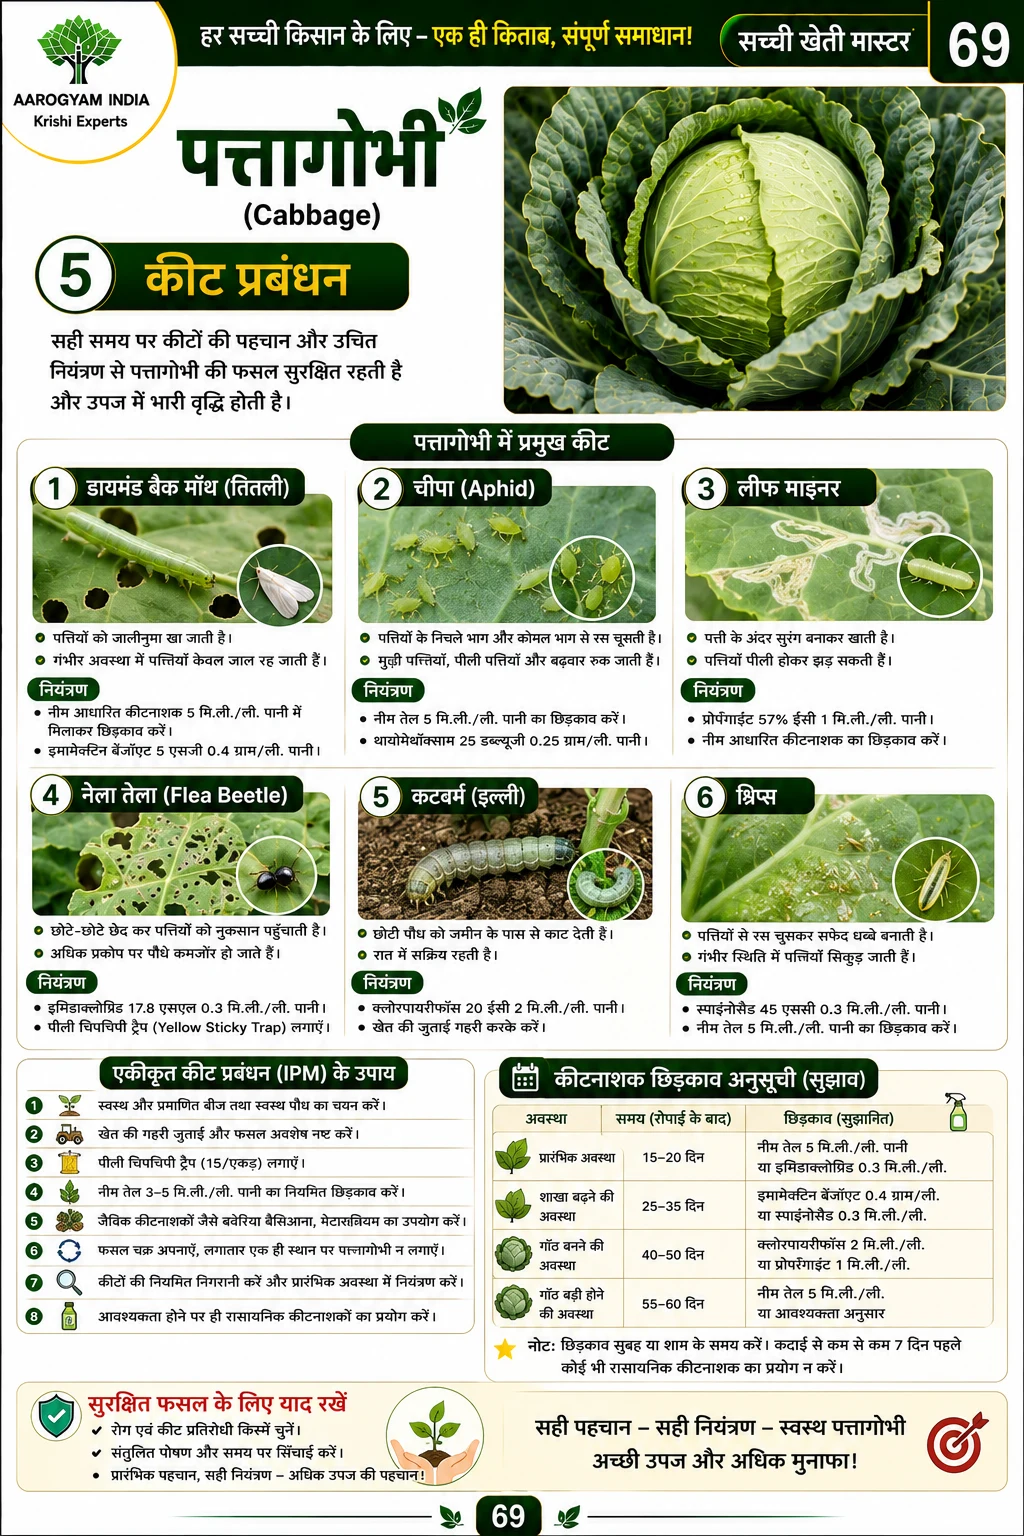 AAROGYAM INDIA
Krishi Experts
हर सच्ची किसान के लिए – एक ही किताब, संपूर्ण समाधान!
सच्ची खेती मास्टर
69
पत्तागोभी
(Cabbage)
5 कीट प्रबंधन
सही समय पर कीटों की पहचान और उचित
नियंत्रण से पत्तागोभी की फसल सुरक्षित रहती है
और उपज में भारी वृद्धि होती है।
पत्तागोभी में प्रमुख कीट
1 डायमंड बैक मॉथ (तितली)
पत्तियों को जालीनुमा खा जाती है।
गंभीर अवस्था में पत्तियाँ केवल जाल रह जाती हैं।
नियंत्रण
• नीम आधारित कीटनाशक 5 मि.ली./ली. पानी में
मिलाकर छिड़काव करें।
• इमामेक्टिन बेंजॉएट 5 एसजी 0.4 ग्राम/ली. पानी।
2 चीपा (Aphid)
पत्तियों के निचले भाग और कोमल भाग से रस चूसती है।
पत्तियाँ, पीली पत्तियाँ और बढ़वार रुक जाती हैं।
नियंत्रण
• नीम तेल 5 मि.ली./ली. पानी का छिड़काव करें।
• थायोमेथॉक्साम 25 डब्ल्यूजी 0.25 ग्राम/ली. पानी।
3 लीफ माइनर
पत्ती के अंदर सुरंग बनाकर खाती है।
पत्तियाँ पीली होकर झड़ सकती हैं।
नियंत्रण
• प्रोपरगाईट 57% ईसी 1 मि.ली./ली. पानी।
• नीम आधारित कीटनाशक का छिड़काव करें।
4 नेला तेला (Flea Beetle)
छोटे-छोटे छेद कर पत्तियों को नुकसान पहुँचाती है।
अधिक प्रकोप पर पौधे कमजोर हो जाते हैं।
नियंत्रण
• इमिडाक्लोप्रिड 17.8 एसएल 0.3 मि.ली./ली. पानी।
• पीली चिपचिपी ट्रैप (Yellow Sticky Trap) लगाएँ।
5 कटबर्म (इल्ली)
छोटी पौध को जमीन के पास से काट देती हैं।
रात में सक्रिय रहती है।
नियंत्रण
• क्लोरपायरीफॉस 20 ईसी 2 मि.ली./ली. पानी।
• खेत की जुताई गहरी करके करें।
6 थ्रिप्स
पत्तियों से रस चुसकर सफेद धब्बे बनाती है।
गंभीर स्थिति में पत्तियाँ सिकुड़ जाती हैं।
नियंत्रण
• स्पाइनोसैड 45 एससी 0.3 मि.ली./ली. पानी।
• नीम तेल 5 मि.ली./ली. पानी का छिड़काव करें।
एकीकृत कीट प्रबंधन (IPM) के उपाय
1 स्वस्थ और प्रमाणित बीज तथा स्वस्थ पौध का चयन करें।
2 खेत की गहरी जुताई और फसल अवशेष नष्ट करें।
3 पीली चिपचिपी ट्रैप (15/एकड़) लगाएँ।
4 नीम तेल 3–5 मि.ली./ली. पानी का नियमित छिड़काव करें।
5 जैविक कीटनाशकों जैसे बवेरिया बैसिआना, का उपयोग करें।
6 फसल चक्र अपनाएँ, लगातार एक ही स्थान पर पत्तागोभी न लगाएँ।
7 कीटों की नियमित निगरानी करें और प्रारंभिक अवस्था में नियंत्रण करें।
8 आवश्यकता होने पर ही रासायनिक कीटनाशकों का प्रयोग करें।
कीटनाशक छिड़काव अनुसूची (सुझाव)
अवस्था समय (रोपाई के बाद) छिड़काव (सुझानित)
प्रारंभिक अवस्था 15–20 दिन नीम तेल 5 मि.ली./ली. पानी
या इमिडाक्लोप्रिड 0.3 मि.ली./ली.
शाखा बढ़ने की अवस्था 25–35 दिन इमामेक्टिन बेंजॉएट 0.4 ग्राम/ली.
या स्पाइनोसैड 0.3 मि.ली./ली.
गाँठ बनने की अवस्था 40–50 दिन क्लोरपायरीफॉस 2 मि.ली./ली.
या प्रोपरगाइट 1 मि.ली./ली.
गाँठ बड़ी होने की अवस्था 55–60 दिन नीम तेल 5 मि.ली./ली.
या आवश्यकता अनुसार
नोट: छिड़काव सुबह या शाम के समय करें। कटाई से कम से कम 7 दिन पहले
कोई भी रासायनिक कीटनाशक का प्रयोग न करें।
सुरक्षित फसल के लिए याद रखें
✔ रोग एवं कीट प्रतिरोधी किस्में चुनें।
✔ संतुलित पोषण और समय पर सिंचाई करें।
• प्रारंभिक पहचान, सही नियंत्रण – अधिक उपज की पहचान!
सही पहचान – सही नियंत्रण – स्वस्थ पत्तागोभी
अच्छी उपज और अधिक मुनाफा!
69